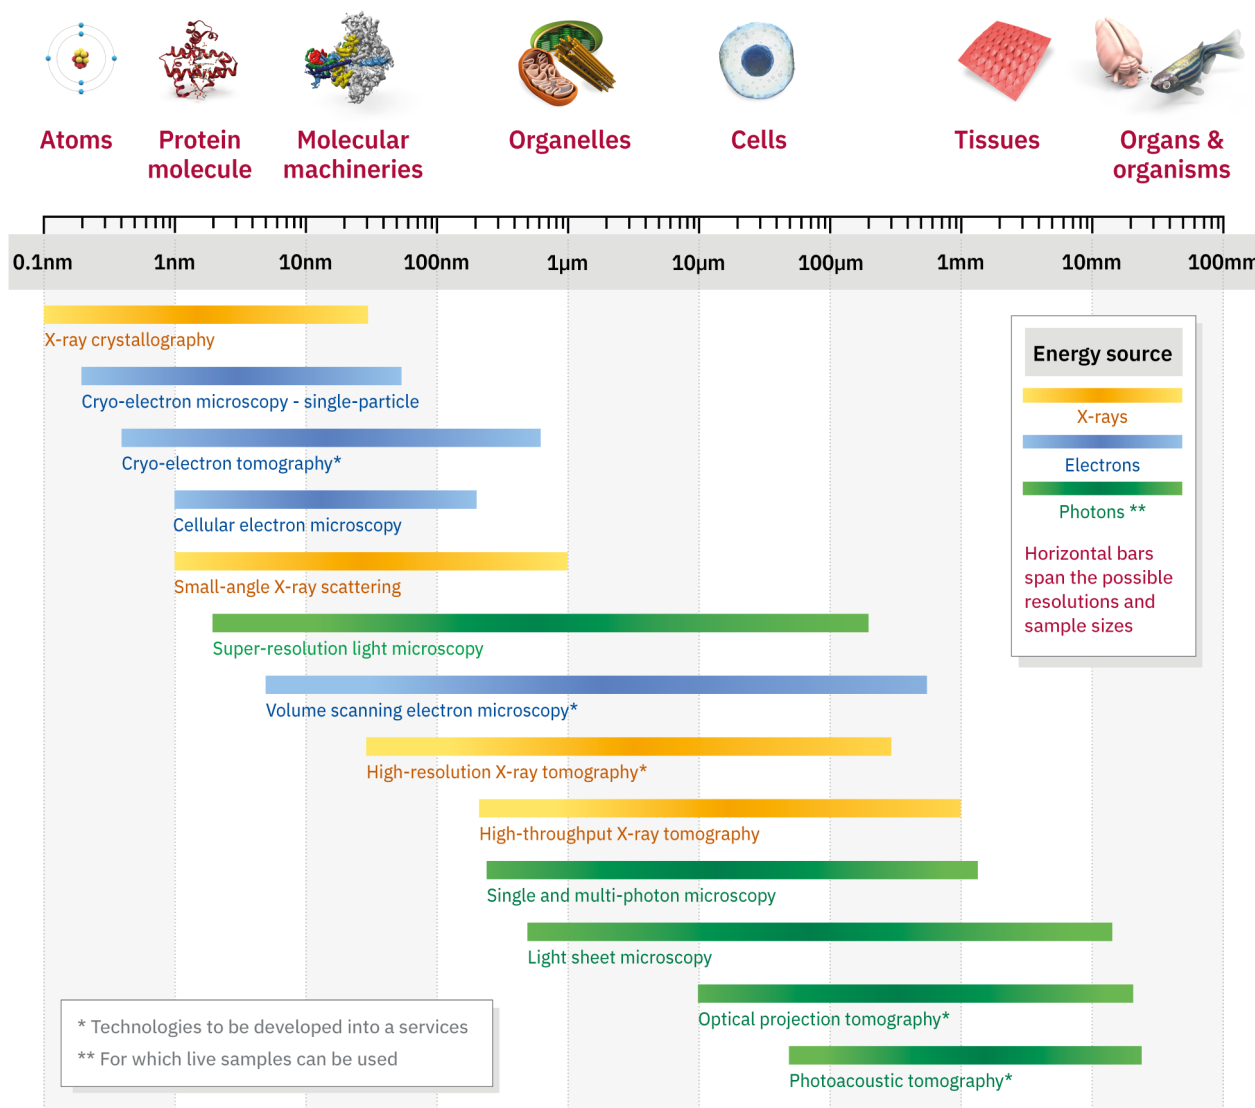 Atoms
Protein
molecule
Molecular
machineries
Organelles
Cells
Tissues
Organs &
organisms
0.1nm 1nm 10nm 100nm 1µm 10µm 100µm 1mm 10mm 100mm
X-ray crystallography
Cryo-electron microscopy - single-particle
Cryo-electron tomography*
Cellular electron microscopy
Small-angle X-ray scattering
Super-resolution light microscopy
Volume scanning electron microscopy*
High-resolution X-ray tomography*
High-throughput X-ray tomography
Single and multi-photon microscopy
Light sheet microscopy
Optical projection tomography*
Photoacoustic tomography*
Energy source
X-rays
Electrons
Photons **
Horizontal bars
span the possible
resolutions and
sample sizes
* Technologies to be developed into a services
** For which live samples can be used